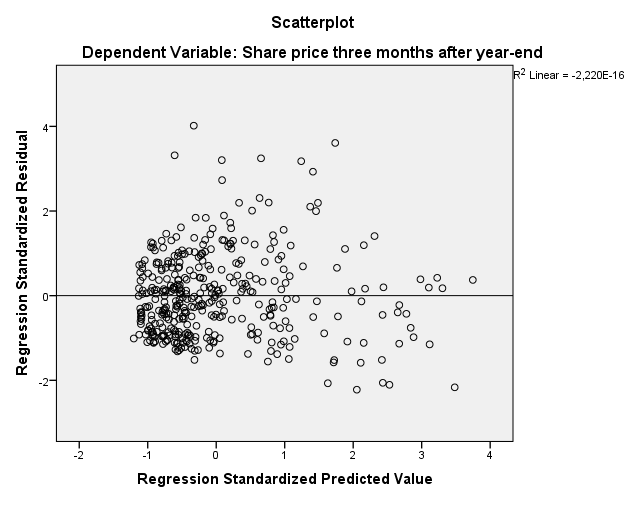 Scatterplot
Dependent Variable: Share price three months after year-end
R² Linear = -2,220E-16
Regression Standardized Residual
4
2
0
-2
-2
-1
0
1
2
3
4
Regression Standardized Predicted Value